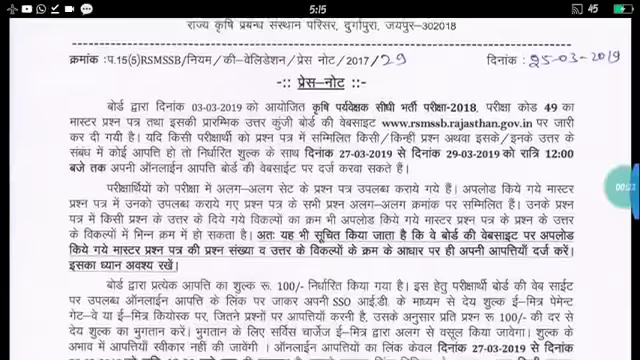 5:15
45
राज्य कृषि प्रबन्ध संस्थान परिसर, दुर्गापुरा, जयपुर-302018
क्रमांकः प.15(5)RSMSSB/नियम/की-वेलिडेशन/प्रेस नोट/2017/29 दिनांकः 25-03-2019
-:: प्रेस-नोट ::-
बोर्ड द्वारा दिनांक 03-03-2019 को आयोजित कृषि पर्यवेक्षक सीधी भर्ती परीक्षा-2018, परीक्षा कोड 49 का
मास्टर प्रश्न पत्र तथा इसकी प्रारम्भिक उत्तर कुंजी बोर्ड की वेबसाइट www.rsmssb.rajasthan.gov.in पर जारी
कर दी गयी है। यदि किसी परीक्षार्थी को प्रश्न पत्र में सम्मिलित किसी/किन्ही प्रश्न अथवा इसके/इनके उत्तर के
संबंध में कोई आपत्ति हो तो निर्धारित शुल्क के साथ दिनांक 27-03-2019 से दिनांक 29-03-2019 को रात्रि 12:00
बजे तक अपनी ऑनलाईन आपत्ति बोर्ड की वेबसाईट पर दर्ज करवा सकते हैं।
परीक्षार्थियों को परीक्षा में अलग-अलग सेट के प्रश्न पत्र उपलब्ध कराये गये हैं। अपलोड किये गये मास्टर
प्रश्न पत्र में उनको उपलब्ध कराए गए प्रश्न पत्र के सभी प्रश्न अलग-अलग क्रमांक पर सम्मिलित हैं। उनके प्रश्न
पत्र में किसी प्रश्न के उत्तर के दिये गये विकल्पों का क्रम भी अपलोड किये गये मास्टर प्रश्न पत्र के प्रश्न के उत्तर
के विकल्पों में भिन्न क्रम में हो सकता है। अतः यह भी सूचित किया जाता है कि वे बोर्ड की वेबसाइट पर अपलोड
किये गये मास्टर प्रश्न पत्र की प्रश्न संख्या व उत्तर के विकल्पों के क्रम के आधार पर ही अपनी आपत्तियाँ दर्ज करें।
इसका ध्यान अवश्य रखें।
बोर्ड द्वारा प्रत्येक आपत्ति का शुल्क रू. 100/- निर्धारित किया गया है। इस हेतु परीक्षार्थी बोर्ड की वेब साईट
पर उपलब्ध ऑनलाईन आपत्ति के लिंक पर जाकर अपनी SSO आई.डी. के माध्यम से देय शुल्क ई-मित्र पेमेन्ट
गेट-वे या ई-मित्र कियोस्क पर, जितने प्रश्नों पर आपत्तियाँ करनी है, उसके अनुसार प्रति प्रश्न रू. 100/- की दर से
देय शुल्क का भुगतान करें। भुगतान के लिए सर्विस चार्जेज ई-मित्र द्वारा अलग से वसूल किया जावेगा। शुल्क के
अभाव में आपत्तियाँ स्वीकार नहीं की जावेगी। ऑनलाईन आपत्तियों का लिंक केवल दिनांक 27-03-2019 से दिनांक